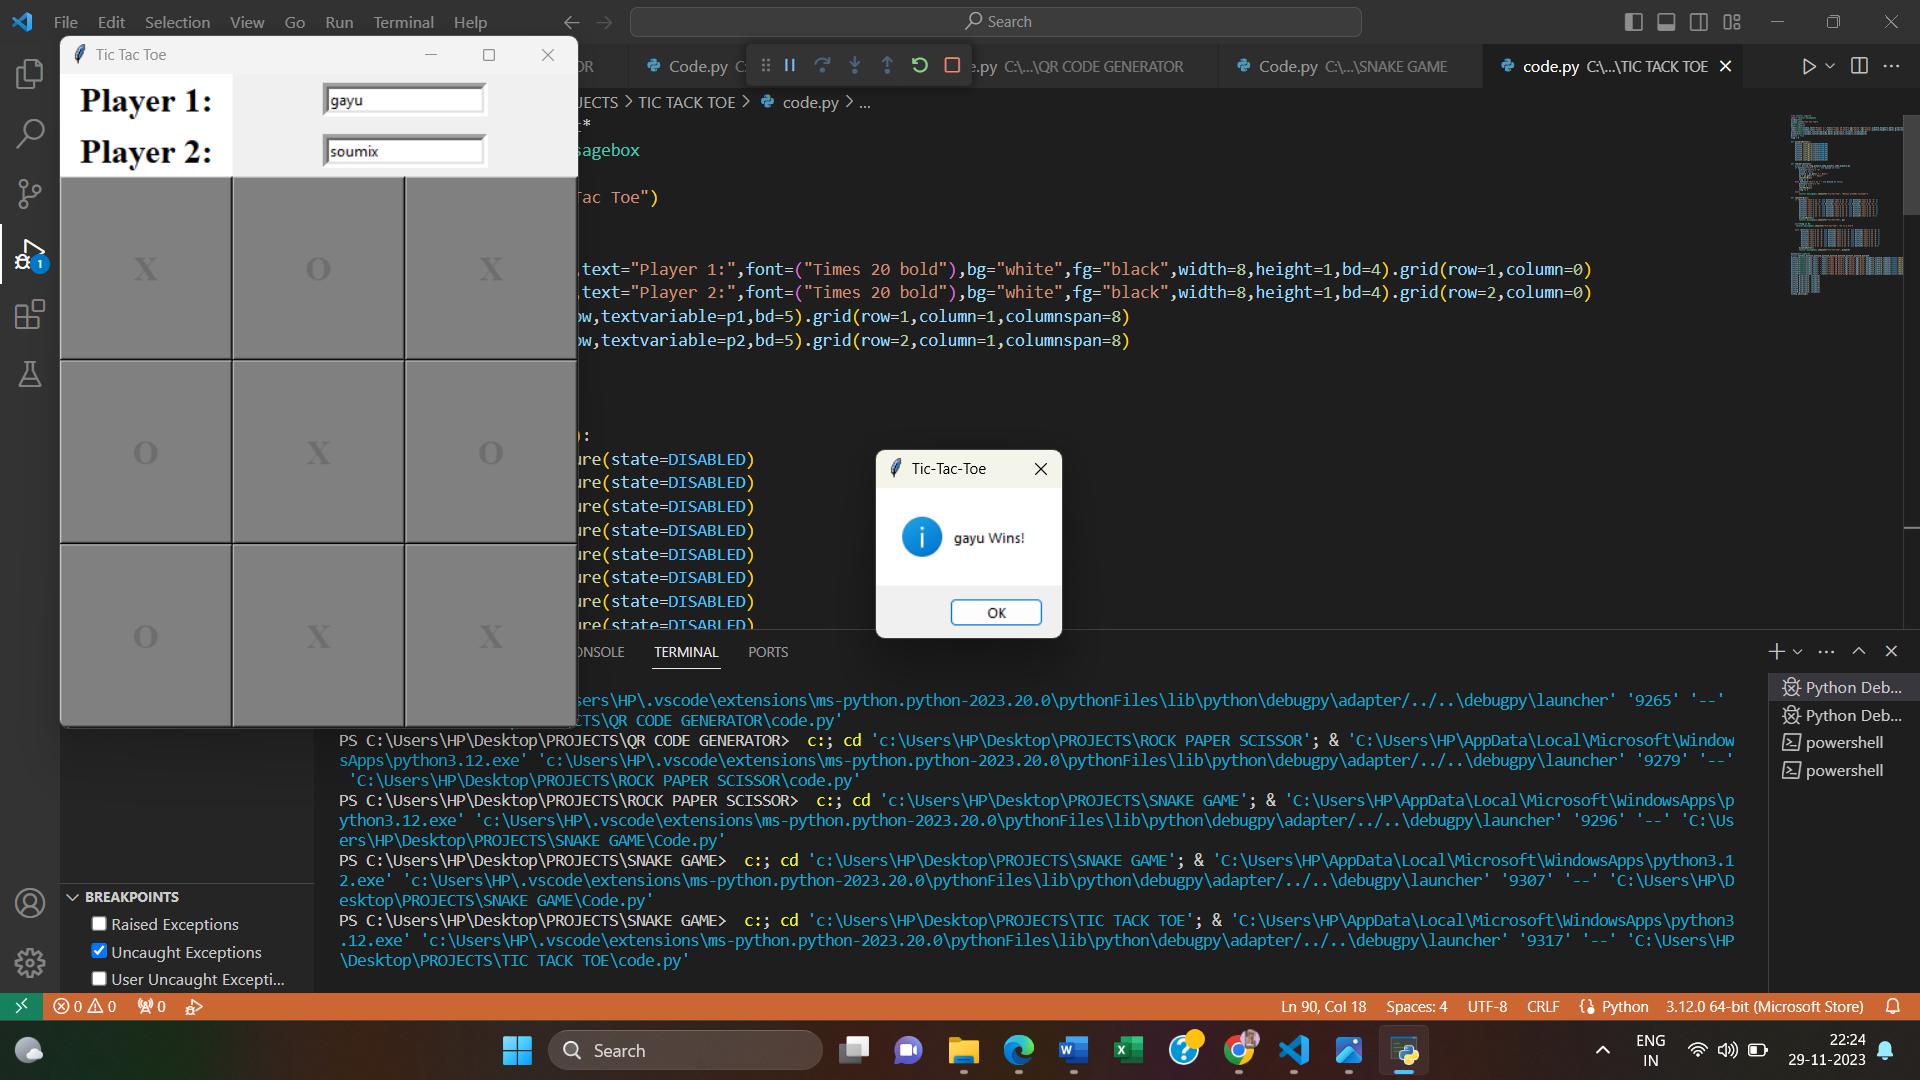 File Edit Selection View Go Run Terminal Help
Search
Tic Tac Toe
Player 1:
gayu
Player 2:
soumix
X O X
O X O
O X X
OR
Code.py C
e.py C:\...\QR CODE GENERATOR
Code.py C:\...\SNAKE GAME
code.py C:\...\TIC TACK TOE
JECTS > TIC TACK TOE > code.py > ...
t*
sagebox
Tac Toe")
,text="Player 1:",font=("Times 20 bold"),bg="white",fg="black",width=8,height=1,bd=4).grid(row=1,column=0)
,text="Player 2:",font=("Times 20 bold"),bg="white",fg="black",width=8,height=1,bd=4).grid(row=2,column=0)
ow,textvariable=p1,bd=5).grid(row=1,column=1,columnspan=8)
ow,textvariable=p2,bd=5).grid(row=2,column=1,columnspan=8)
):
ure(state=DISABLED)
ure(state=DISABLED)
ure(state=DISABLED)
ure(state=DISABLED)
ure(state=DISABLED)
ure(state=DISABLED)
ure(state=DISABLED)
ure(state=DISABLED)
Tic-Tac-Toe
gayu Wins!
OK
ONSOLE TERMINAL PORTS
ers\HP\.vscode\extensions\ms-python.python-2023.20.0\pythonFiles\lib\python\debugpy\adapter/../..\debugpy\launcher' '9265' '--'
CTS\QR CODE GENERATOR\code.py'
PS C:\Users\HP\Desktop\PROJECTS\QR CODE GENERATOR> c:; cd 'c:\Users\HP\Desktop\PROJECTS\ROCK PAPER SCISSOR'; & 'C:\Users\HP\AppData\Local\Microsoft\Window
sApps\python3.12.exe' 'c:\Users\HP\.vscode\extensions\ms-python.python-2023.20.0\pythonFiles\lib\python\debugpy\adapter/../..\debugpy\launcher' '9279' '--'
'C:\Users\HP\Desktop\PROJECTS\ROCK PAPER SCISSOR\code.py'
PS C:\Users\HP\Desktop\PROJECTS\ROCK PAPER SCISSOR> c:; cd 'c:\Users\HP\Desktop\PROJECTS\SNAKE GAME'; & 'C:\Users\HP\AppData\Local\Microsoft\WindowsApps\p
ython3.12.exe' 'c:\Users\HP\.vscode\extensions\ms-python.python-2023.20.0\pythonFiles\lib\python\debugpy\adapter/../..\debugpy\launcher' '9296' '--' 'C:\Us
ers\HP\Desktop\PROJECTS\SNAKE GAME\Code.py'
PS C:\Users\HP\Desktop\PROJECTS\SNAKE GAME> c:; cd 'c:\Users\HP\Desktop\PROJECTS\SNAKE GAME'; & 'C:\Users\HP\AppData\Local\Microsoft\WindowsApps\python3.1
2.exe' 'c:\Users\HP\.vscode\extensions\ms-python.python-2023.20.0\pythonFiles\lib\python\debugpy\adapter/../..\debugpy\launcher' '9307' '--' 'C:\Users\HP\D
esktop\PROJECTS\SNAKE GAME\Code.py'
PS C:\Users\HP\Desktop\PROJECTS\SNAKE GAME> c:; cd 'c:\Users\HP\Desktop\PROJECTS\TIC TACK TOE'; & 'C:\Users\HP\AppData\Local\Microsoft\WindowsApps\python3
.12.exe' 'c:\Users\HP\.vscode\extensions\ms-python.python-2023.20.0\pythonFiles\lib\python\debugpy\adapter/../..\debugpy\launcher' '9317' '--' 'C:\Users\HP
\Desktop\PROJECTS\TIC TACK TOE\code.py'
Python Deb...
Python Deb...
powershell
powershell
1
BREAKPOINTS
Raised Exceptions
Uncaught Exceptions
User Uncaught Excepti...
0 0 0
Ln 90, Col 18 Spaces: 4 UTF-8 CRLF Python 3.12.0 64-bit (Microsoft Store)
Search
ENG
IN
22:24
29-11-2023